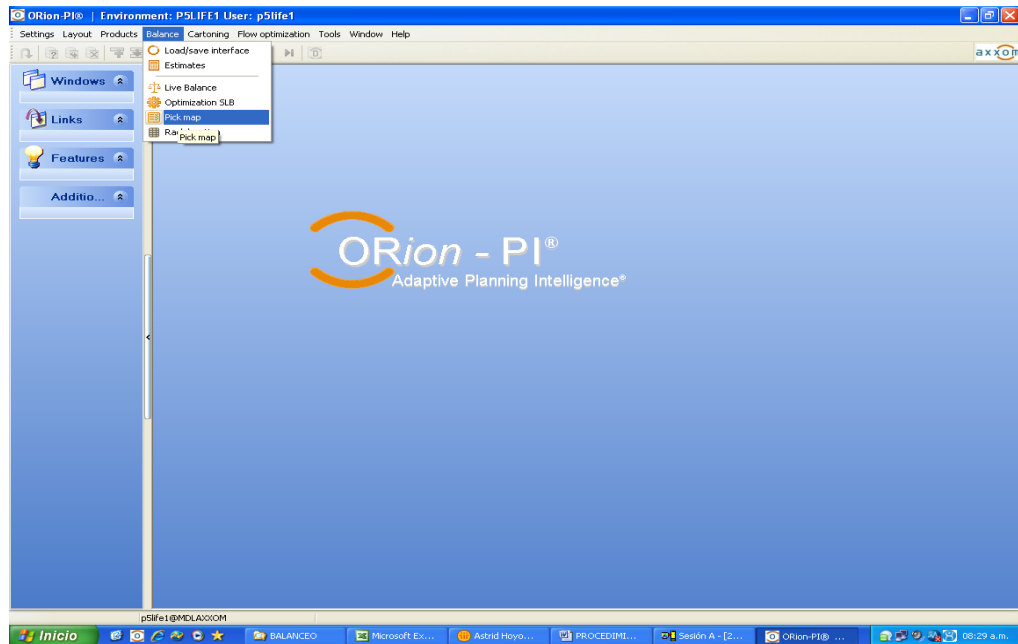 ORion-PI® | Environment: P5LIFE1 User: p5life1
Settings Layout Products Balance Cartoning Flow optimization Tools Window Help
Load/save interface
Estimates
Live Balance
Optimization SLB
Pick map
Pick map
axxom
Windows
Links
Features
Additio...
ORion - PI®
Adaptive Planning Intelligence®
p5life1@MDLAXXOM
Inicio
BALANCEO
Microsoft Ex...
Astrid Hoyo...
PROCEDIMI...
Sesión A - [2...
ORion-PI® ...
08:29 a.m.